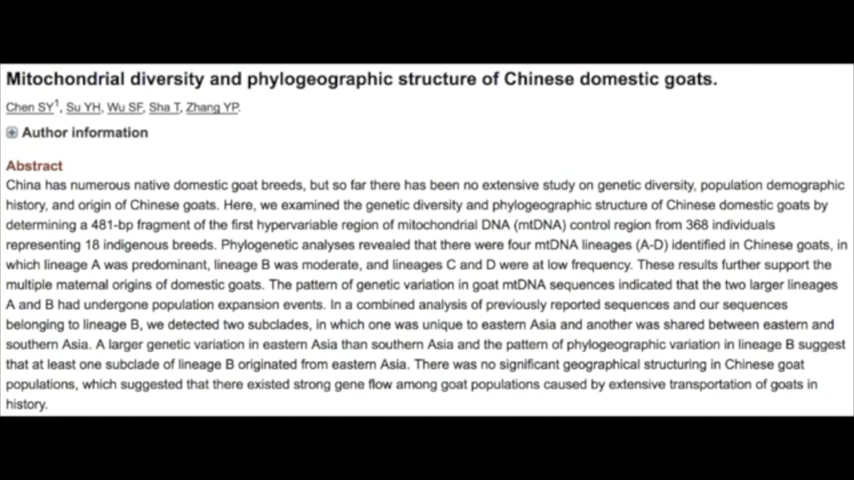 Mitochondrial diversity and phylogeographic structure of Chinese domestic goats.
Chen SY1, Su YH, Wu SF, Sha T, Zhang YP.
Author information
Abstract
China has numerous native domestic goat breeds, but so far there has been no extensive study on genetic diversity, population demographic
history, and origin of Chinese goats. Here, we examined the genetic diversity and phylogeographic structure of Chinese domestic goats by
determining a 481-bp fragment of the first hypervariable region of mitochondrial DNA (mtDNA) control region from 368 individuals
representing 18 indigenous breeds. Phylogenetic analyses revealed that there were four mtDNA lineages (A-D) identified in Chinese goats, in
which lineage A was predominant, lineage B was moderate, and lineages C and D were at low frequency. These results further support the
multiple maternal origins of domestic goats. The pattern of genetic variation in goat mtDNA sequences indicated that the two larger lineages
A and B had undergone population expansion events. In a combined analysis of previously reported sequences and our sequences
belonging to lineage B, we detected two subclades, in which one was unique to eastern Asia and another was shared between eastern and
southern Asia. A larger genetic variation in eastern Asia than southern Asia and the pattern of phylogeographic variation in lineage B suggest
that at least one subclade of lineage B originated from eastern Asia. There was no significant geographical structuring in Chinese goat
populations, which suggested that there existed strong gene flow among goat populations caused by extensive transportation of goats in
history.